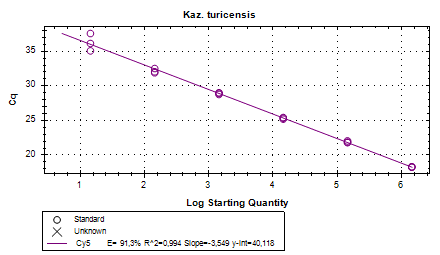 Kaz. turicensis
35
30
25
20
Cq
1
2
3
4
5
6
Log Starting Quantity
Standard
Unknown
Cy5 E= 91,3% R^2=0,994 Slope=-3,549 y-int=40,118